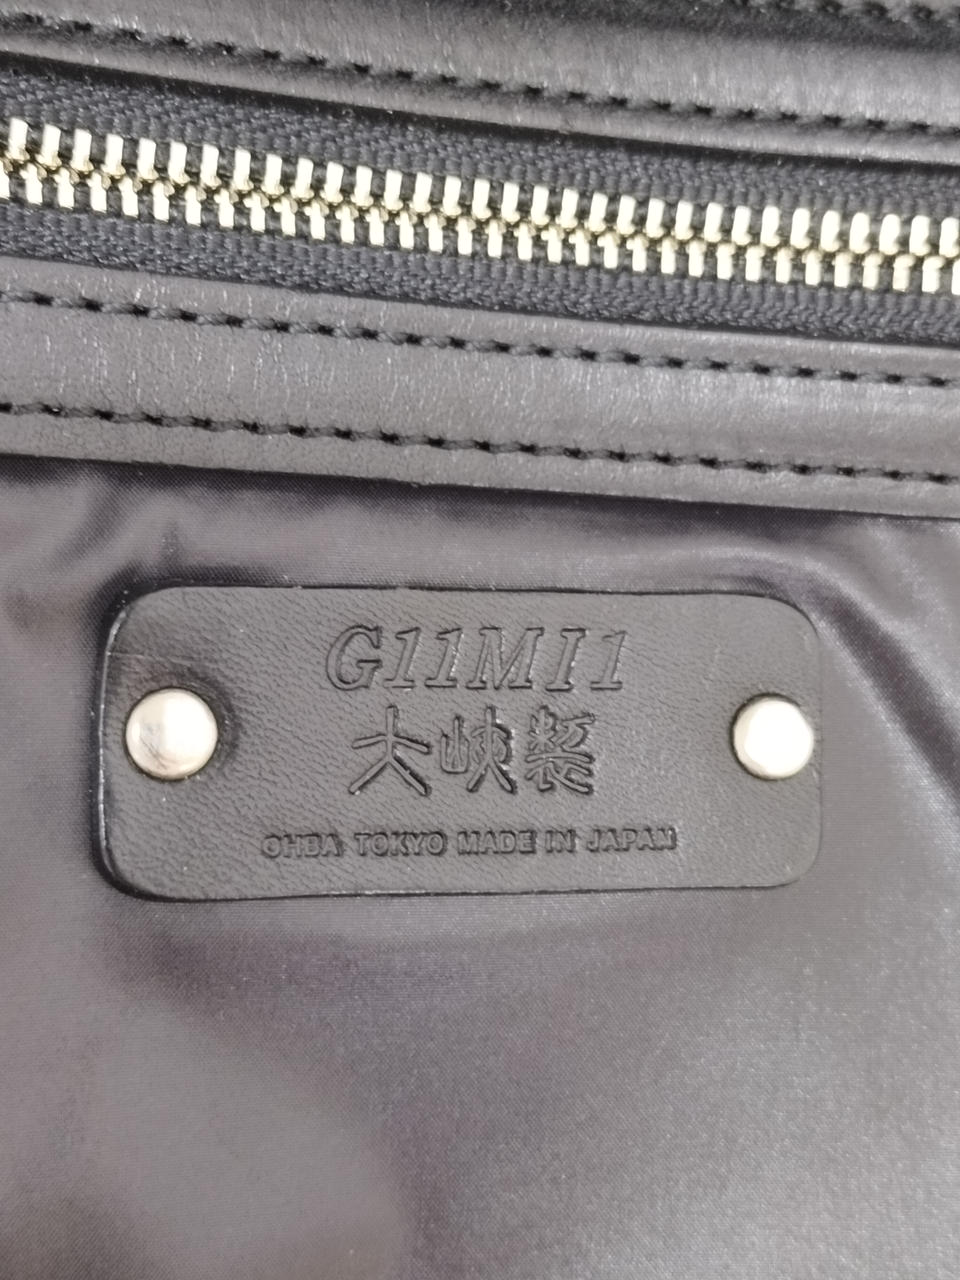 G11MI1
大峡製
OHBA TOKYO MADE IN JAPAN